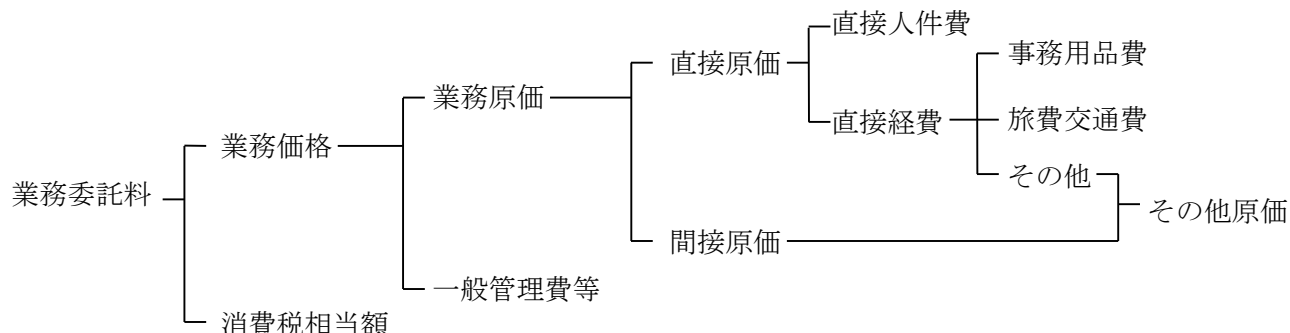 直接人件費
事務用品費
直接原価
業務原価
直接経費
旅費交通費
業務価格
その他
業務委託料
その他原価
間接原価
一般管理費等
消費税相当額